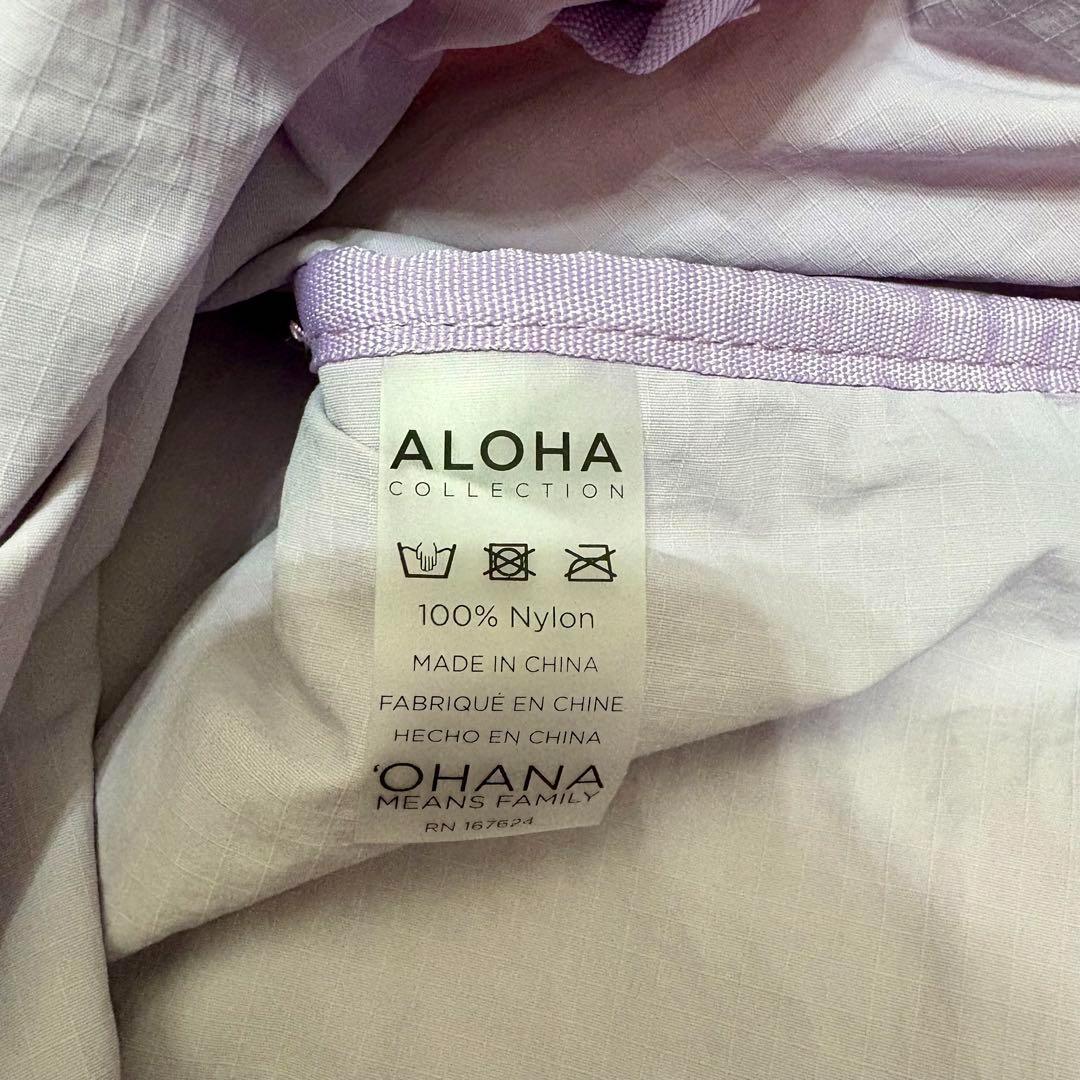 ALOHA
COLLECTION
100% Nylon
MADE IN CHINA
FABRIQUÉ EN CHINE
HECHO EN CHINA
‘OHANA
MEANS FAMILY
RN 167624